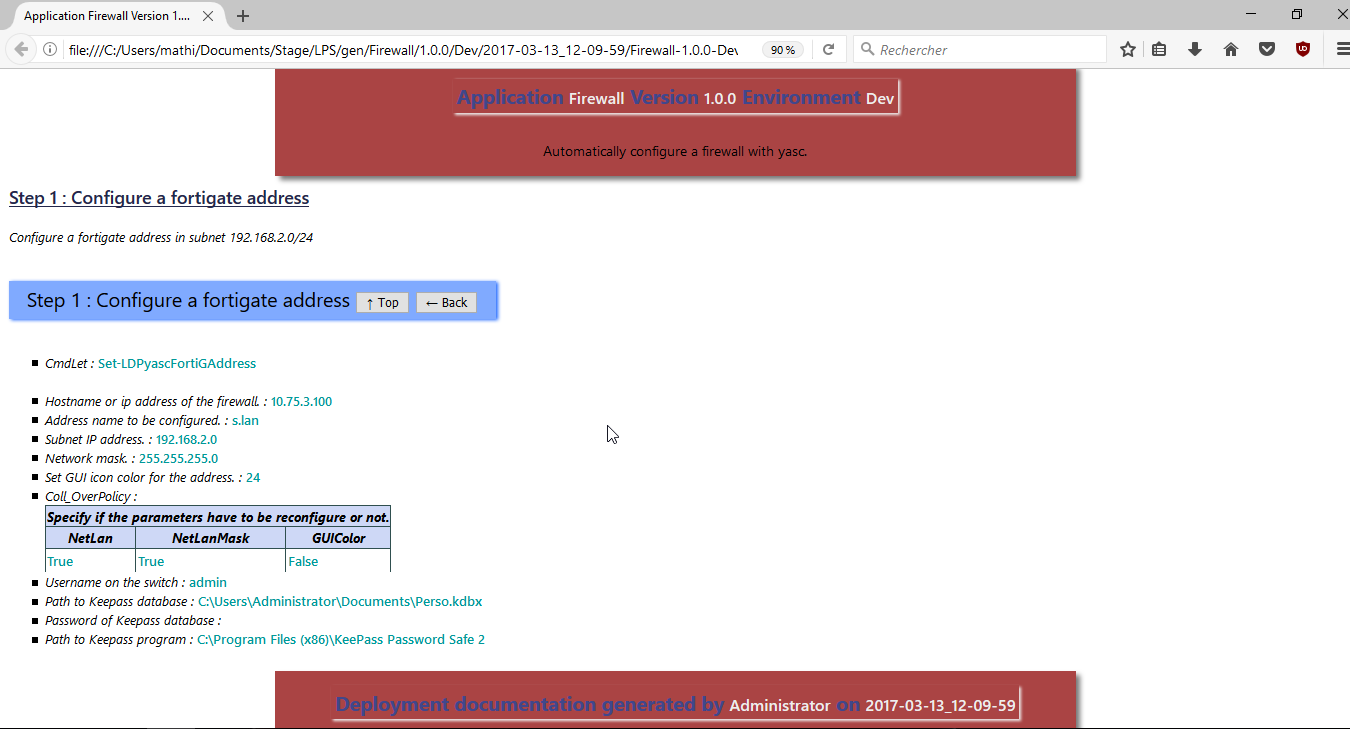 Application Firewall Version 1....
file:///C:/Users/mathi/Documents/Stage/LPS/gen/Firewall/1.0.0/Dev/2017-03-13_12-09-59/Firewall-1.0.0-Dev
90 %
Rechercher
Application Firewall Version 1.0.0 Environment Dev
Automatically configure a firewall with yasc.
Step 1 : Configure a fortigate address
Configure a fortigate address in subnet 192.168.2.0/24
Step 1 : Configure a fortigate address ↑ Top ← Back
CmdLet : Set-LDPyascFortiGAddress
Hostname or ip address of the firewall. : 10.75.3.100
Address name to be configured. : s.lan
Subnet IP address. : 192.168.2.0
Network mask. : 255.255.255.0
Set GUI icon color for the address. : 24
Coll_OverPolicy :
Specify if the parameters have to be reconfigure or not.
NetLan NetLanMask GUIColor
True True False
Username on the switch : admin
Path to Keepass database : C:\Users\Administrator\Documents\Perso.kdbx
Password of Keepass database :
Path to Keepass program : C:\Program Files (x86)\KeePass Password Safe 2
Deployment documentation generated by Administrator on 2017-03-13_12-09-59